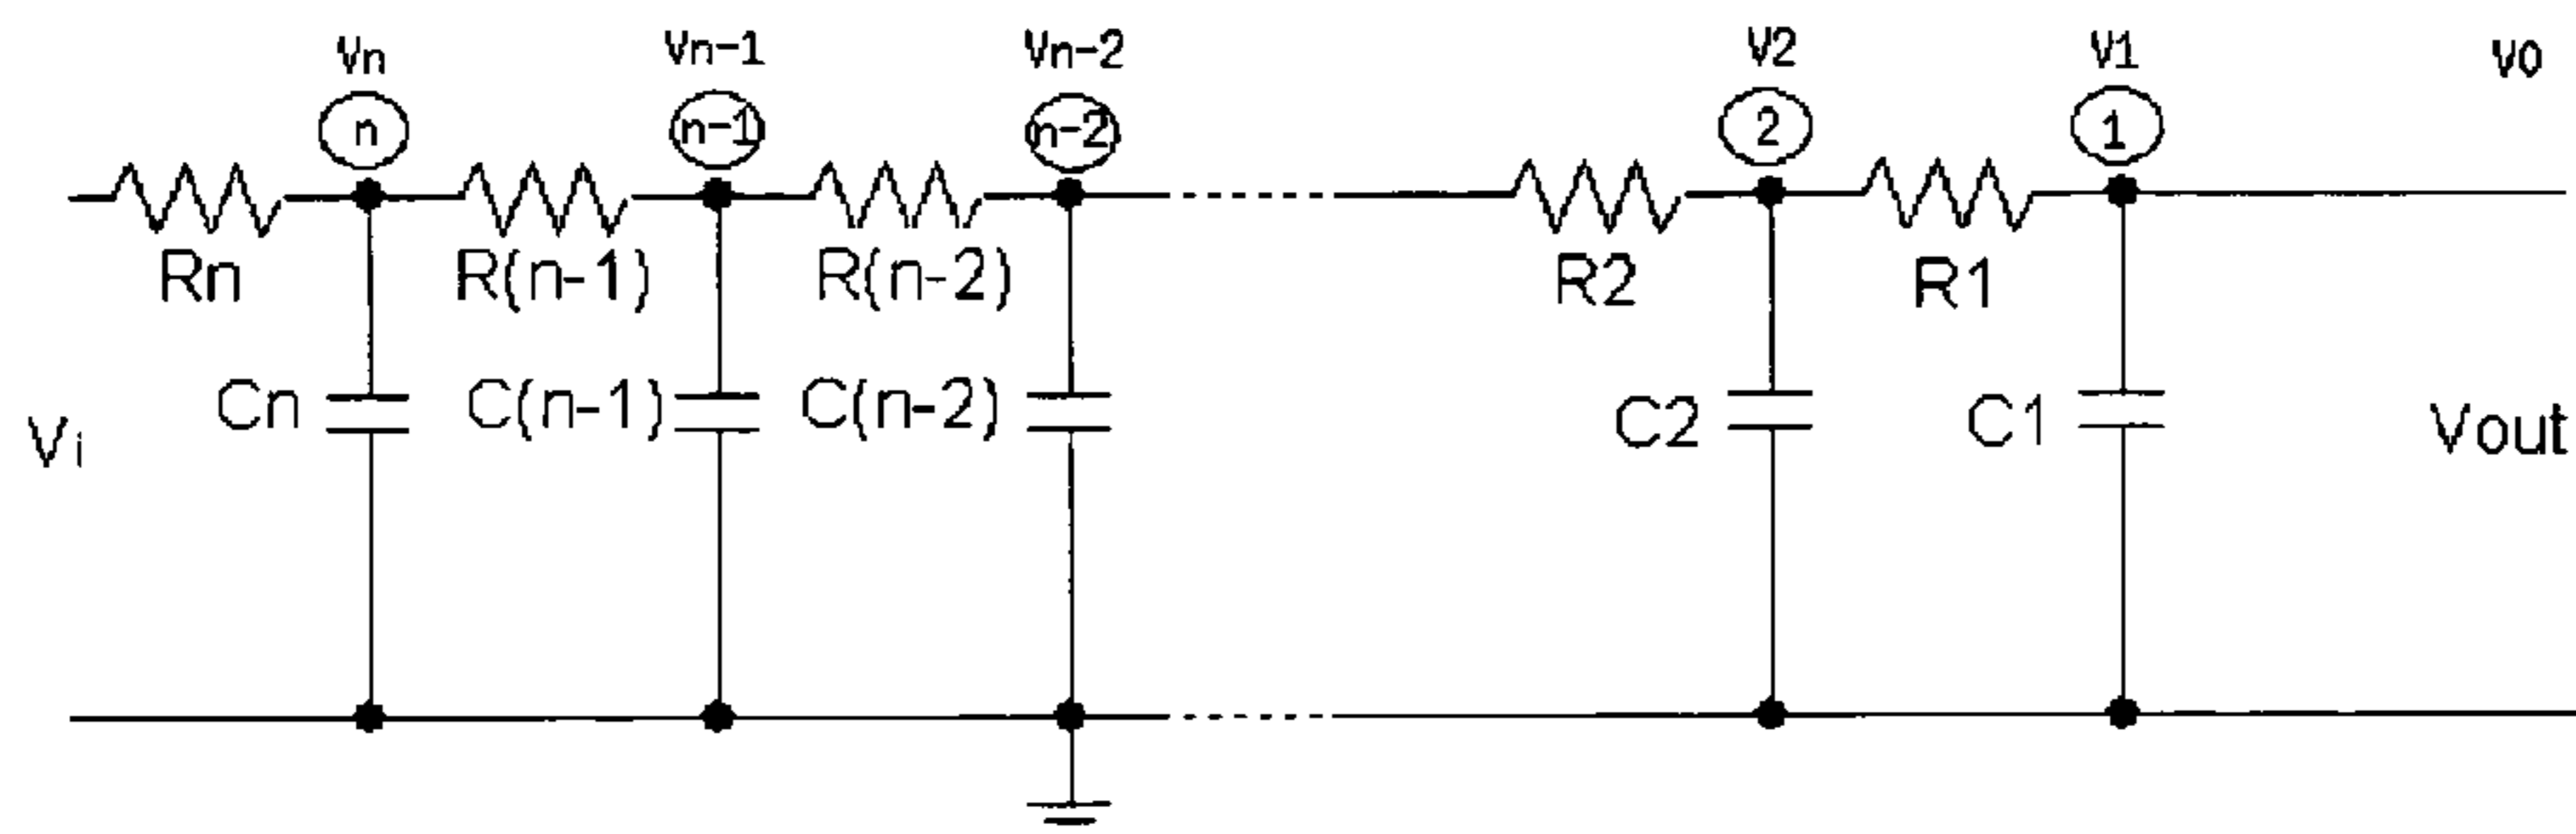 Vn Vn-1 Vn-2 V2 V1 V0
n n-1 n-2 2 1
Rn R(n-1) R(n-2) R2 R1
Vi Cn C(n-1) C(n-2) C2 C1 Vout